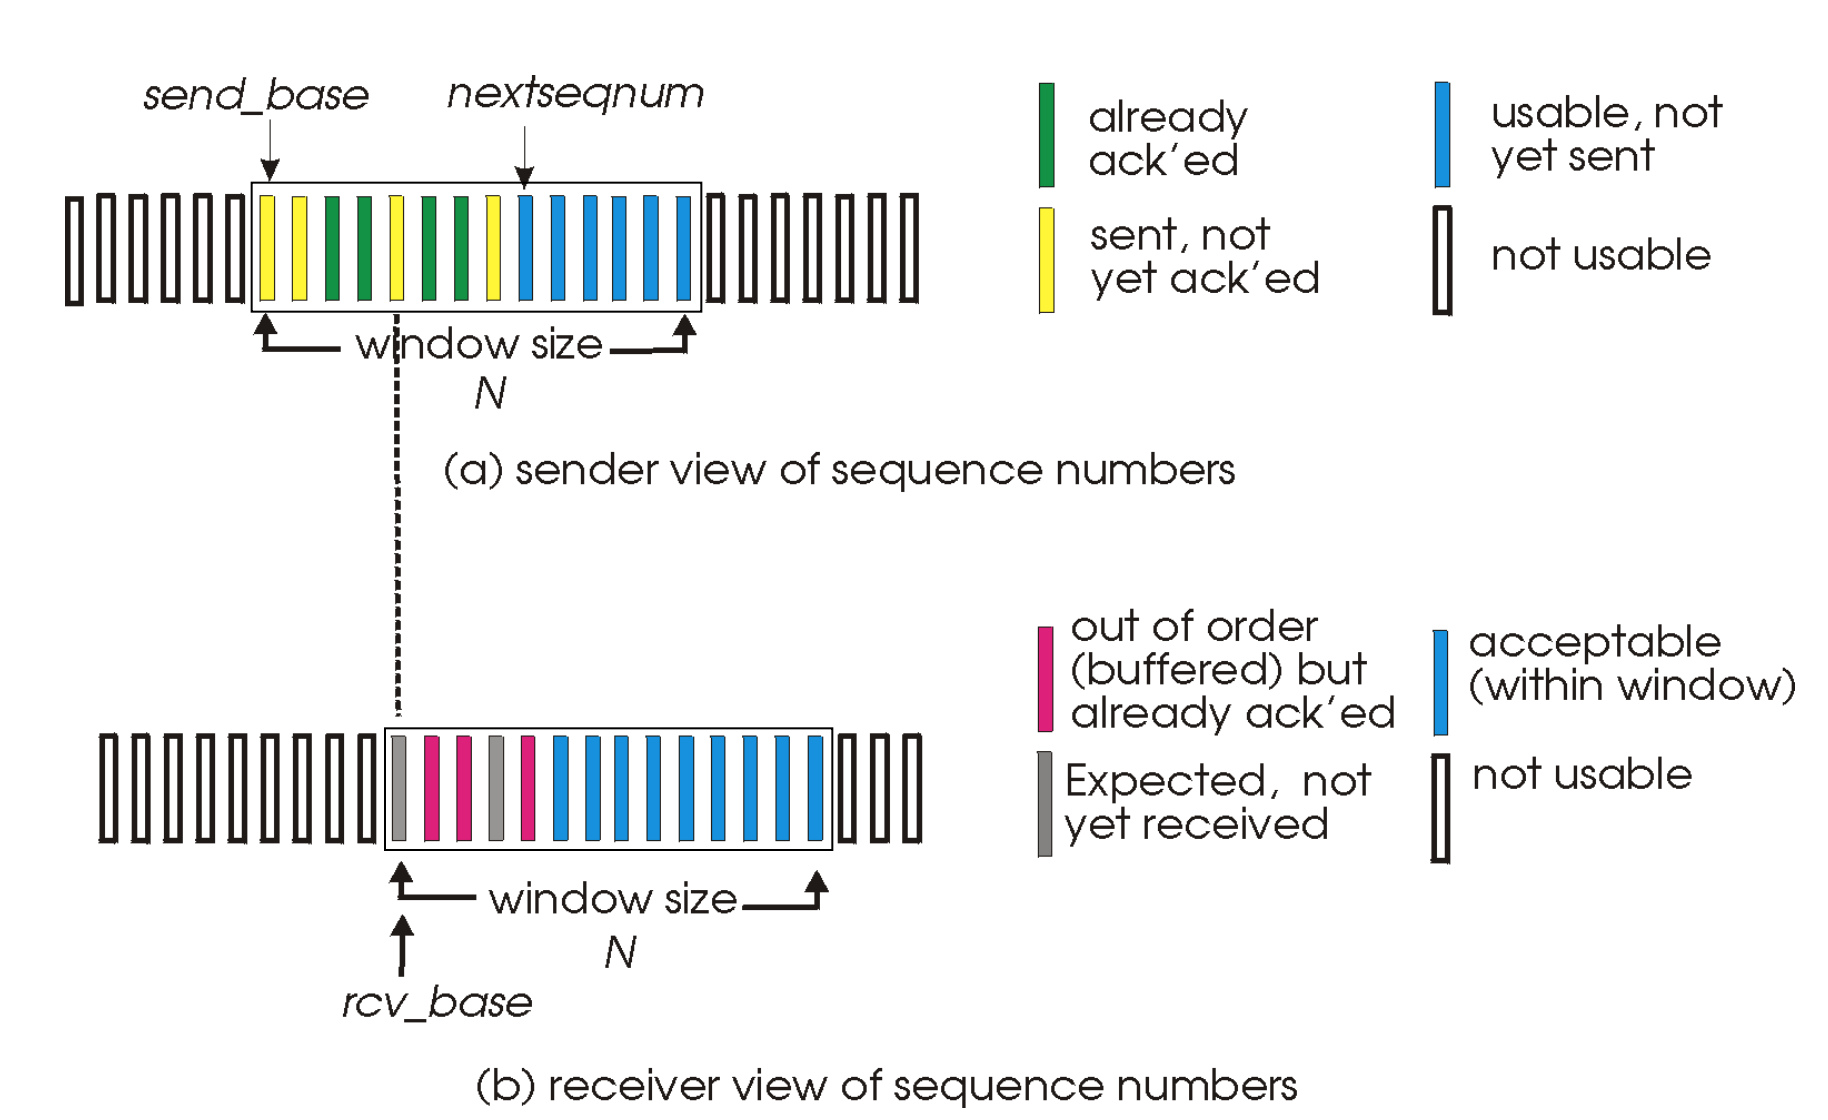 send_base
nextseqnum
already
ack'ed
usable, not
yet sent
sent, not
yet ack'ed
not usable
window size
N
(a) sender view of sequence numbers
out of order
(buffered) but
already ack'ed
acceptable
(within window)
Expected, not
yet received
not usable
window size
N
rcv_base
(b) receiver view of sequence numbers